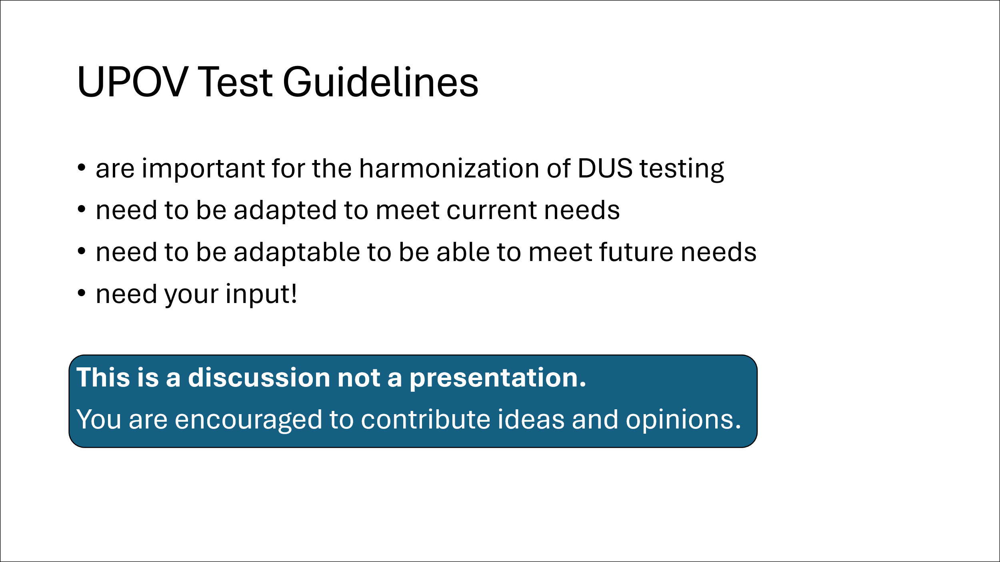 UPOV Test Guidelines
• are important for the harmonization of DUS testing
• need to be adapted to meet current needs
• need to be adaptable to be able to meet future needs
• need your input!
This is a discussion not a presentation.
You are encouraged to contribute ideas and opinions.